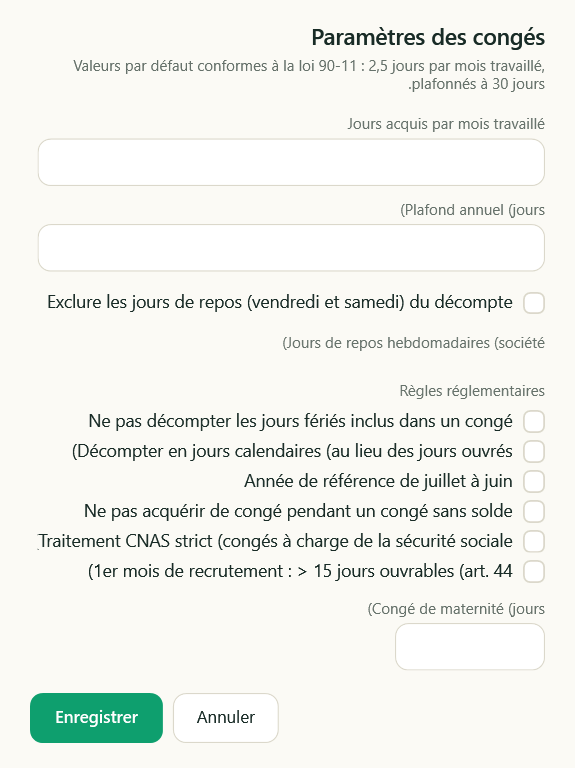 Paramètres des congés
Valeurs par défaut conformes à la loi 90-11 : 2,5 jours par mois travaillé,
.plafonnés à 30 jours
Jours acquis par mois travaillé
(Plafond annuel (jours
Exclure les jours de repos (vendredi et samedi) du décompte
(Jours de repos hebdomadaires (société
Règles réglementaires
Ne pas décompter les jours fériés inclus dans un congé
(Décompter en jours calendaires (au lieu des jours ouvrés
Année de référence de juillet à juin
Ne pas acquérir de congé pendant un congé sans solde
Traitement CNAS strict (congés à charge de la sécurité sociale
(1er mois de recrutement : > 15 jours ouvrables (art. 44
(Congé de maternité (jours
Enregistrer
Annuler